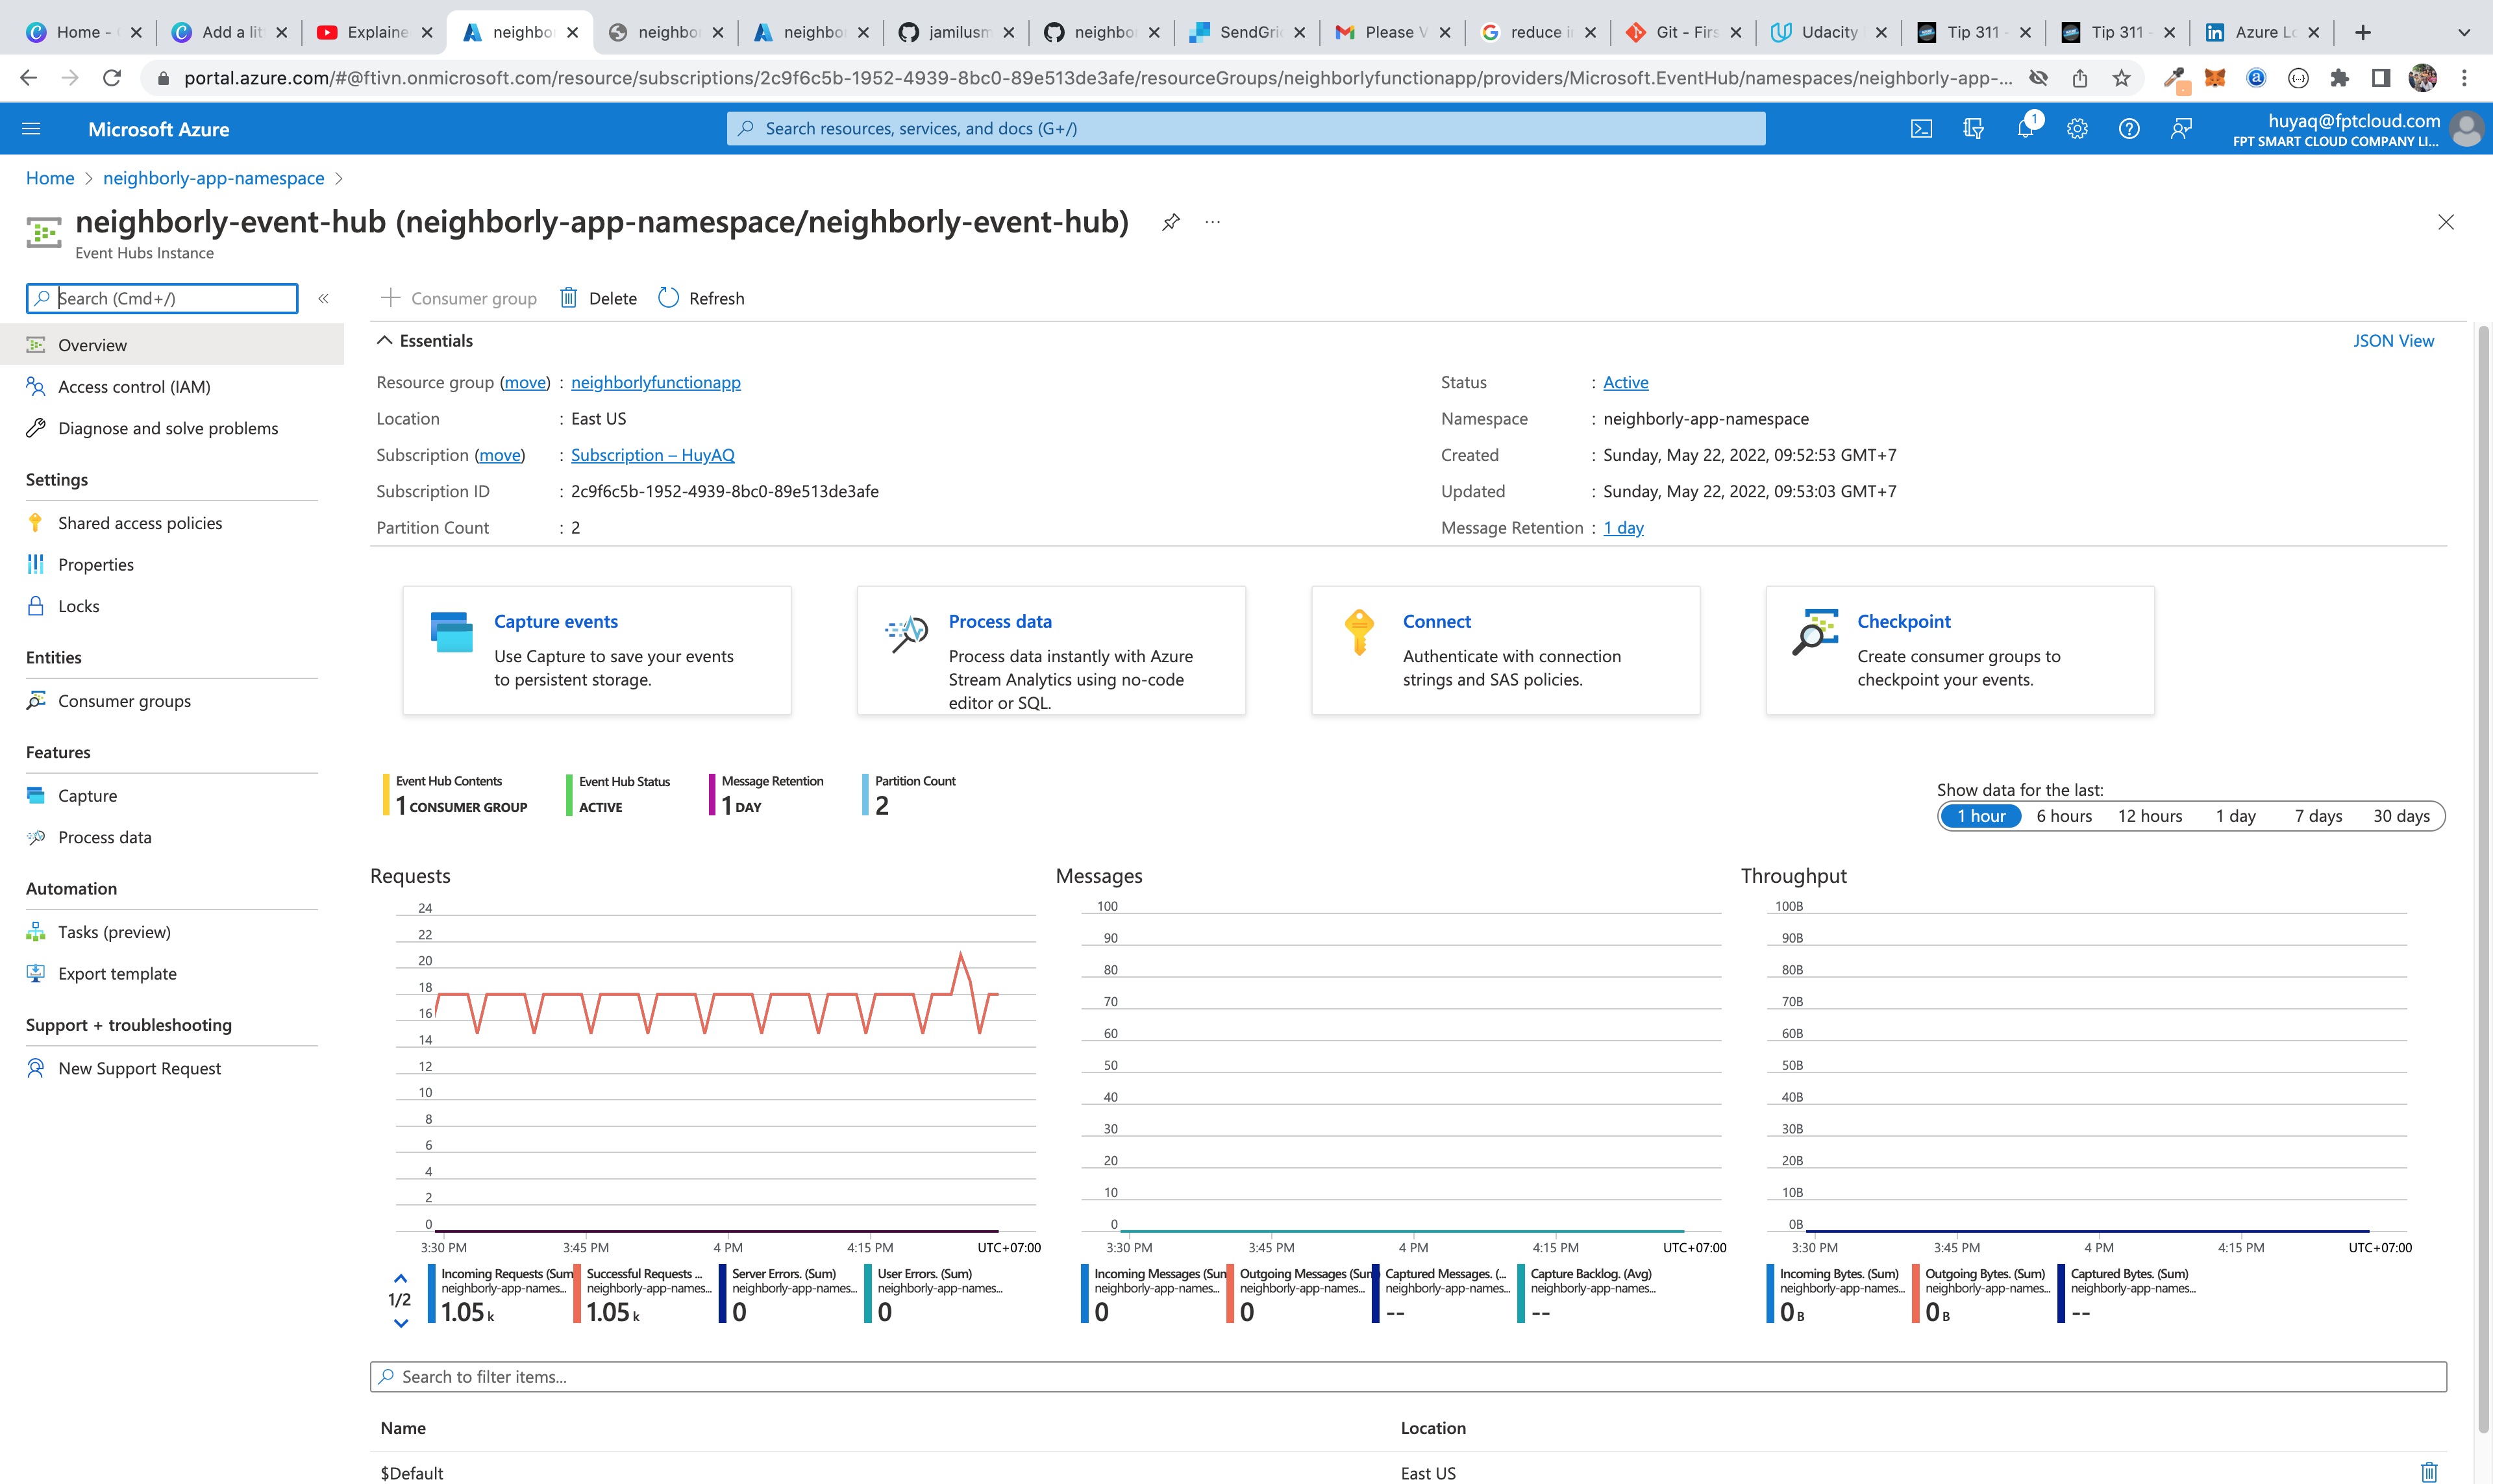 Home - 
Add a lit
Explaine
neighbor
neighbor
neighbor
jamilusm
neighbor
SendGri
Please V
reduce i
Git - Firs
Udacity
Tip 311 -
Tip 311 -
Azure Lo
portal.azure.com/#@ftivn.onmicrosoft.com/resource/subscriptions/2c9f6c5b-1952-4939-8bc0-89e513de3afe/resourceGroups/neighborlyfunctionapp/providers/Microsoft.EventHub/namespaces/neighborly-app-...
Microsoft Azure
Search resources, services, and docs (G+/)
1
huyaq@fptcloud.com
FPT SMART CLOUD COMPANY LI...
Home > neighborly-app-namespace >
neighborly-event-hub (neighborly-app-namespace/neighborly-event-hub)
...
Event Hubs Instance
Search (Cmd+/)
«
Consumer group
Delete
Refresh
Overview
Access control (IAM)
Diagnose and solve problems
Settings
Shared access policies
Properties
Locks
Entities
Consumer groups
Features
Capture
Process data
Automation
Tasks (preview)
Export template
Support + troubleshooting
New Support Request
Essentials
JSON View
Resource group (move) : neighborlyfunctionapp
Location : East US
Subscription (move) : Subscription – HuyAQ
Subscription ID : 2c9f6c5b-1952-4939-8bc0-89e513de3afe
Partition Count : 2
Status : Active
Namespace : neighborly-app-namespace
Created : Sunday, May 22, 2022, 09:52:53 GMT+7
Updated : Sunday, May 22, 2022, 09:53:03 GMT+7
Message Retention : 1 day
Capture events
Use Capture to save your events
to persistent storage.
Process data
Process data instantly with Azure
Stream Analytics using no-code
editor or SQL.
Connect
Authenticate with connection
strings and SAS policies.
Checkpoint
Create consumer groups to
checkpoint your events.
Event Hub Contents
1 CONSUMER GROUP
Event Hub Status
ACTIVE
Message Retention
1 DAY
Partition Count
2
Show data for the last:
1 hour
6 hours
12 hours
1 day
7 days
30 days
Requests
24
22
20
18
16
14
12
10
8
6
4
2
0
3:30 PM
3:45 PM
4 PM
4:15 PM
UTC+07:00
1/2
Incoming Requests (Sum
neighborly-app-names...
1.05 k
Successful Requests ...
neighborly-app-names...
1.05 k
Server Errors. (Sum)
neighborly-app-names...
0
User Errors. (Sum)
neighborly-app-names...
0
Messages
100
90
80
70
60
50
40
30
20
10
0
3:30 PM
3:45 PM
4 PM
4:15 PM
UTC+07:00
Incoming Messages (Sun
neighborly-app-names...
0
Outgoing Messages (Sun
neighborly-app-names...
0
Captured Messages. (...
neighborly-app-names...
--
Capture Backlog. (Avg)
neighborly-app-names...
--
Throughput
100B
90B
80B
70B
60B
50B
40B
30B
20B
10B
0B
3:30 PM
3:45 PM
4 PM
4:15 PM
UTC+07:00
Incoming Bytes. (Sum)
neighborly-app-names...
0 B
Outgoing Bytes. (Sum)
neighborly-app-names...
0 B
Captured Bytes. (Sum)
neighborly-app-names...
--
Search to filter items...
Name
Location
$Default
East US